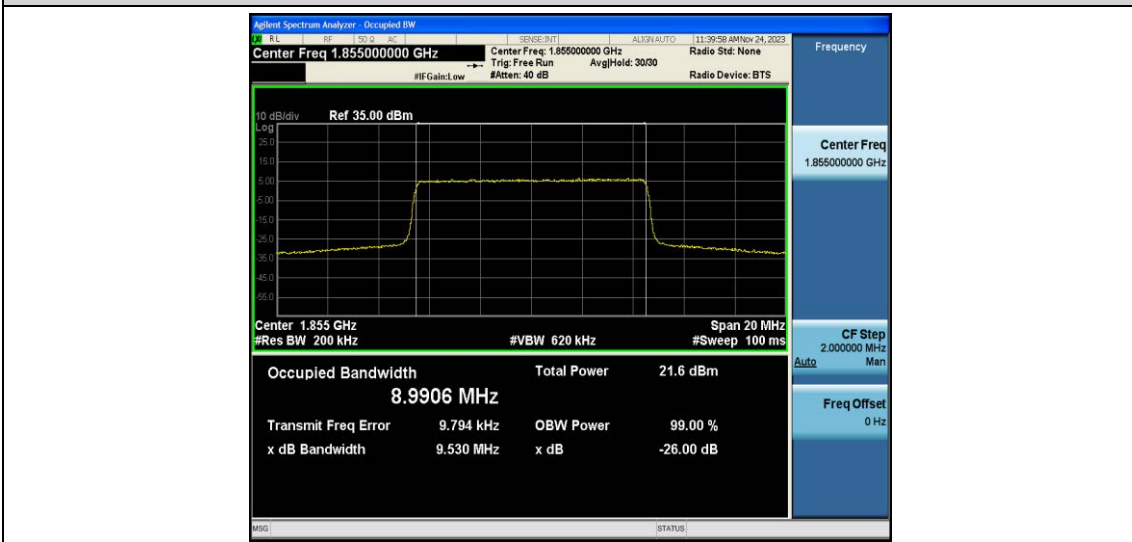 Agilent Spectrum Analyzer - Occupied BW
RL RF 50 Ω AC SENSE:INT ALIGN AUTO 11:39:58 AM Nov 24, 2023
Center Freq 1.855000000 GHz
Center Freq: 1.855000000 GHz
Radio Std: None
Trig: Free Run Avg|Hold: 30/30
#IFGain:Low #Atten: 40 dB Radio Device: BTS
10 dB/div Ref 35.00 dBm
Log
25.0
15.0
5.00
-5.00
-15.0
-25.0
-35.0
-45.0
-55.0
Center 1.855 GHz Span 20 MHz
#Res BW 200 kHz #VBW 620 kHz #Sweep 100 ms
Occupied Bandwidth Total Power 21.6 dBm
8.9906 MHz
Transmit Freq Error 9.794 kHz OBW Power 99.00 %
x dB Bandwidth 9.530 MHz x dB -26.00 dB
MSG STATUS
Frequency
Center Freq
1.855000000 GHz
CF Step
2.000000 MHz
Auto Man
Freq Offset
0 Hz